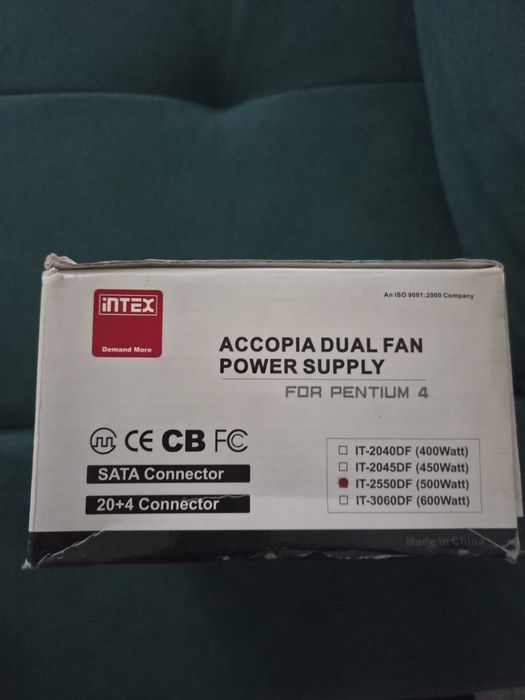 INTEX
Demand More
An ISO 9001:2000 Company
ACCOPIA DUAL FAN
POWER SUPPLY
FOR PENTIUM 4
CE CB FC
SATA Connector
20+4 Connector
IT-2040DF (400Watt)
IT-2045DF (450Watt)
IT-2550DF (500Watt)
IT-3060DF (600Watt)
Made in China